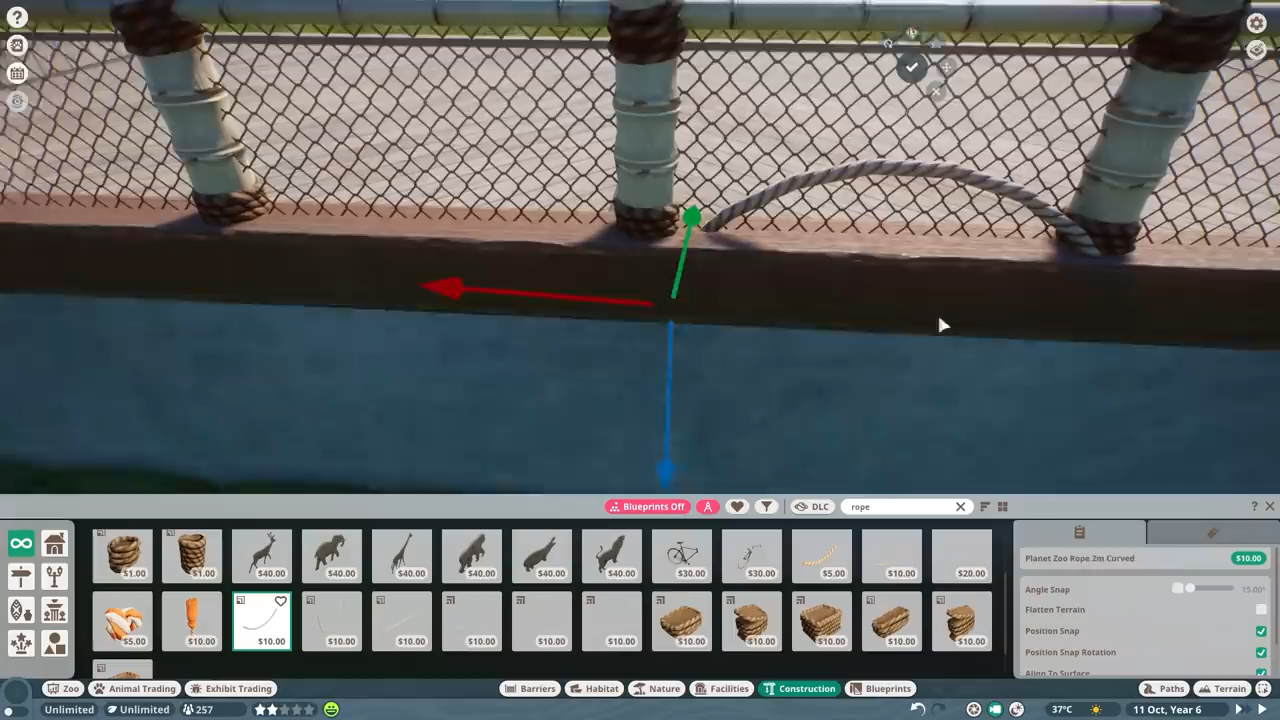 Blueprints Off
DLC
rope
$1.00
$1.00
$40.00
$40.00
$40.00
$40.00
$40.00
$40.00
$30.00
$30.00
$5.00
$10.00
$20.00
$5.00
$10.00
$10.00
$10.00
$10.00
$10.00
$10.00
$10.00
$10.00
$10.00
$10.00
$10.00
$10.00
Planet Zoo Rope 2m Curved
$10.00
Angle Snap
15.00°
Flatten Terrain
Position Snap
Position Snap Rotation
Align To Surface
Zoo
Animal Trading
Exhibit Trading
Barriers
Habitat
Nature
Facilities
Construction
Blueprints
Paths
Terrain
Unlimited
Unlimited
257
37°C
11 Oct, Year 6